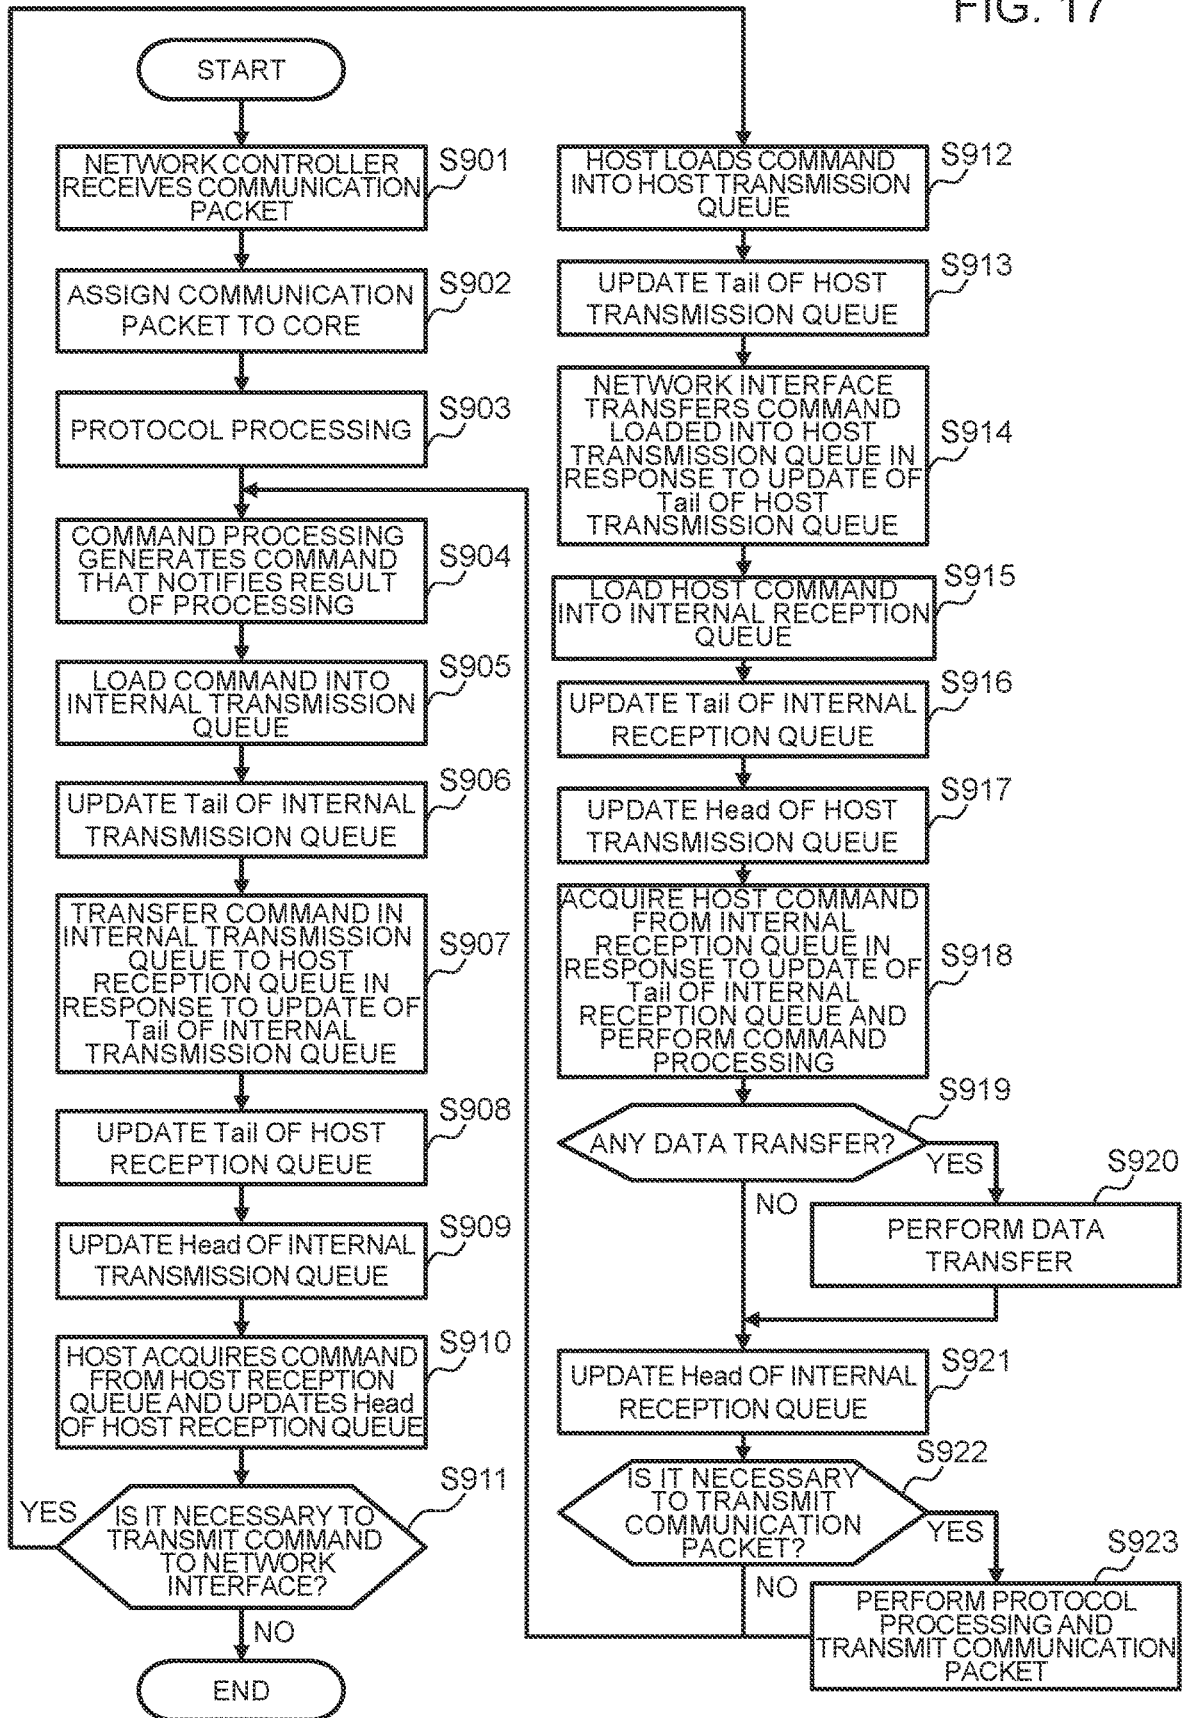 FIG. 17
START
NETWORK CONTROLLER
RECEIVES COMMUNICATION
PACKET
S901
ASSIGN COMMUNICATION
PACKET TO CORE
S902
PROTOCOL PROCESSING
S903
COMMAND PROCESSING
GENERATES COMMAND
THAT NOTIFIES RESULT
OF PROCESSING
S904
LOAD COMMAND INTO
INTERNAL TRANSMISSION
QUEUE
S905
UPDATE Tail OF INTERNAL
TRANSMISSION QUEUE
S906
TRANSFER COMMAND IN
INTERNAL TRANSMISSION
QUEUE TO HOST
RECEPTION QUEUE IN
RESPONSE TO UPDATE OF
Tail OF INTERNAL
TRANSMISSION QUEUE
S907
UPDATE Tail OF HOST
RECEPTION QUEUE
S908
UPDATE Head OF INTERNAL
TRANSMISSION QUEUE
S909
HOST ACQUIRES COMMAND
FROM HOST RECEPTION
QUEUE AND UPDATES Head
OF HOST RECEPTION QUEUE
S910
IS IT NECESSARY TO
TRANSMIT COMMAND
TO NETWORK
INTERFACE?
S911
YES
NO
END
HOST LOADS COMMAND
INTO HOST TRANSMISSION
QUEUE
S912
UPDATE Tail OF HOST
TRANSMISSION QUEUE
S913
NETWORK INTERFACE
TRANSFERS COMMAND
LOADED INTO HOST
TRANSMISSION QUEUE IN
RESPONSE TO UPDATE OF
Tail OF HOST
TRANSMISSION QUEUE
S914
LOAD HOST COMMAND
INTO INTERNAL RECEPTION
QUEUE
S915
UPDATE Tail OF INTERNAL
RECEPTION QUEUE
S916
UPDATE Head OF HOST
TRANSMISSION QUEUE
S917
ACQUIRE HOST COMMAND
FROM INTERNAL
RECEPTION QUEUE IN
RESPONSE TO UPDATE OF
Tail OF INTERNAL
RECEPTION QUEUE AND
PERFORM COMMAND
PROCESSING
S918
ANY DATA TRANSFER?
S919
YES
NO
PERFORM DATA
TRANSFER
S920
UPDATE Head OF INTERNAL
RECEPTION QUEUE
S921
IS IT NECESSARY
TO TRANSMIT
COMMUNICATION
PACKET?
S922
YES
NO
PERFORM PROTOCOL
PROCESSING AND
TRANSMIT COMMUNICATION
PACKET
S923